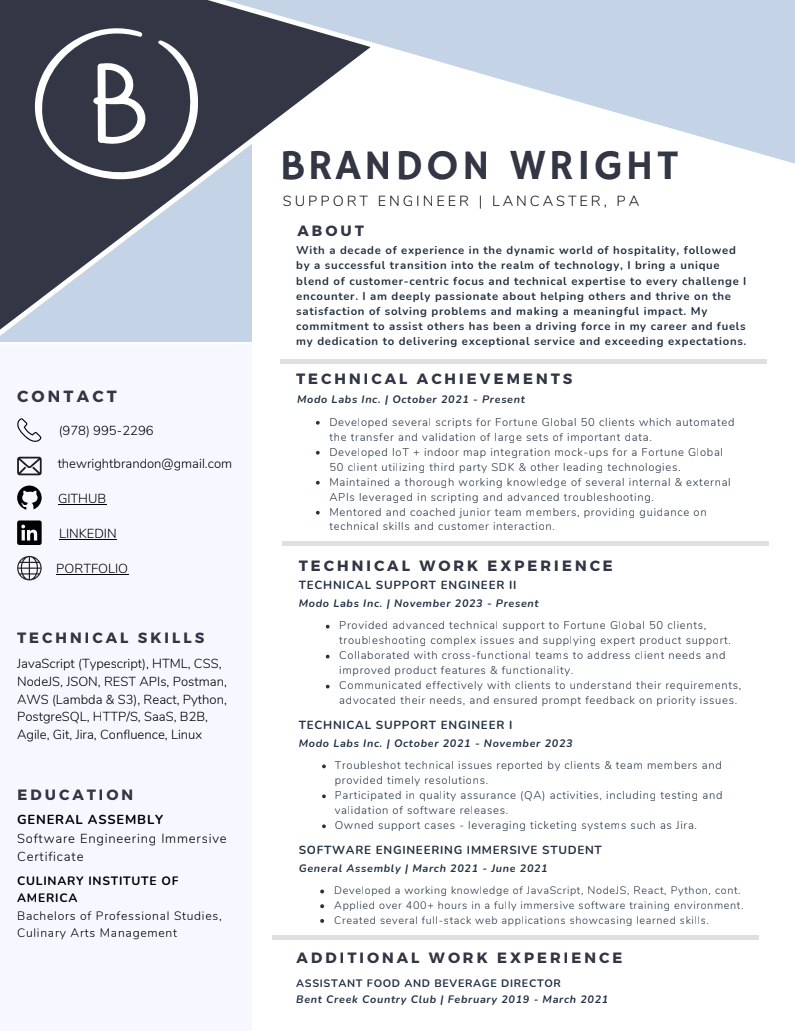 B
BRANDON WRIGHT
SUPPORT ENGINEER | LANCASTER, PA
ABOUT
With a decade of experience in the dynamic world of hospitality, followed
by a successful transition into the realm of technology, I bring a unique
blend of customer-centric focus and technical expertise to every challenge I
encounter. I am deeply passionate about helping others and thrive on the
satisfaction of solving problems and making a meaningful impact. My
commitment to assist others has been a driving force in my career and fuels
my dedication to delivering exceptional service and exceeding expectations.
CONTACT
(978) 995-2296
thewrightbrandon@gmail.com
GITHUB
LINKEDIN
PORTFOLIO
TECHNICAL SKILLS
JavaScript (Typescript), HTML, CSS,
NodeJS, JSON, REST APIs, Postman,
AWS (Lambda & S3), React, Python,
PostgreSQL, HTTP/S, SaaS, B2B,
Agile, Git, Jira, Confluence, Linux
EDUCATION
GENERAL ASSEMBLY
Software Engineering Immersive
Certificate
CULINARY INSTITUTE OF
AMERICA
Bachelors of Professional Studies,
Culinary Arts Management
TECHNICAL ACHIEVEMENTS
Modo Labs Inc. | October 2021 - Present
• Developed several scripts for Fortune Global 50 clients which automated
the transfer and validation of large sets of important data.
• Developed IoT + indoor map integration mock-ups for a Fortune Global
50 client utilizing third party SDK & other leading technologies.
• Maintained a thorough working knowledge of several internal & external
APIs leveraged in scripting and advanced troubleshooting.
• Mentored and coached junior team members, providing guidance on
technical skills and customer interaction.
TECHNICAL WORK EXPERIENCE
TECHNICAL SUPPORT ENGINEER II
Modo Labs Inc. | November 2023 - Present
• Provided advanced technical support to Fortune Global 50 clients,
troubleshooting complex issues and supplying expert product support.
• Collaborated with cross-functional teams to address client needs and
improved product features & functionality.
• Communicated effectively with clients to understand their requirements,
advocated their needs, and ensured prompt feedback on priority issues.
TECHNICAL SUPPORT ENGINEER I
Modo Labs Inc. | October 2021 - November 2023
• Troubleshot technical issues reported by clients & team members and
provided timely resolutions.
• Participated in quality assurance (QA) activities, including testing and
validation of software releases.
• Owned support cases - leveraging ticketing systems such as Jira.
SOFTWARE ENGINEERING IMMERSIVE STUDENT
General Assembly | March 2021 - June 2021
• Developed a working knowledge of JavaScript, NodeJS, React, Python, cont.
• Applied over 400+ hours in a fully immersive software training environment.
• Created several full-stack web applications showcasing learned skills.
ADDITIONAL WORK EXPERIENCE
ASSISTANT FOOD AND BEVERAGE DIRECTOR
Bent Creek Country Club | February 2019 - March 2021